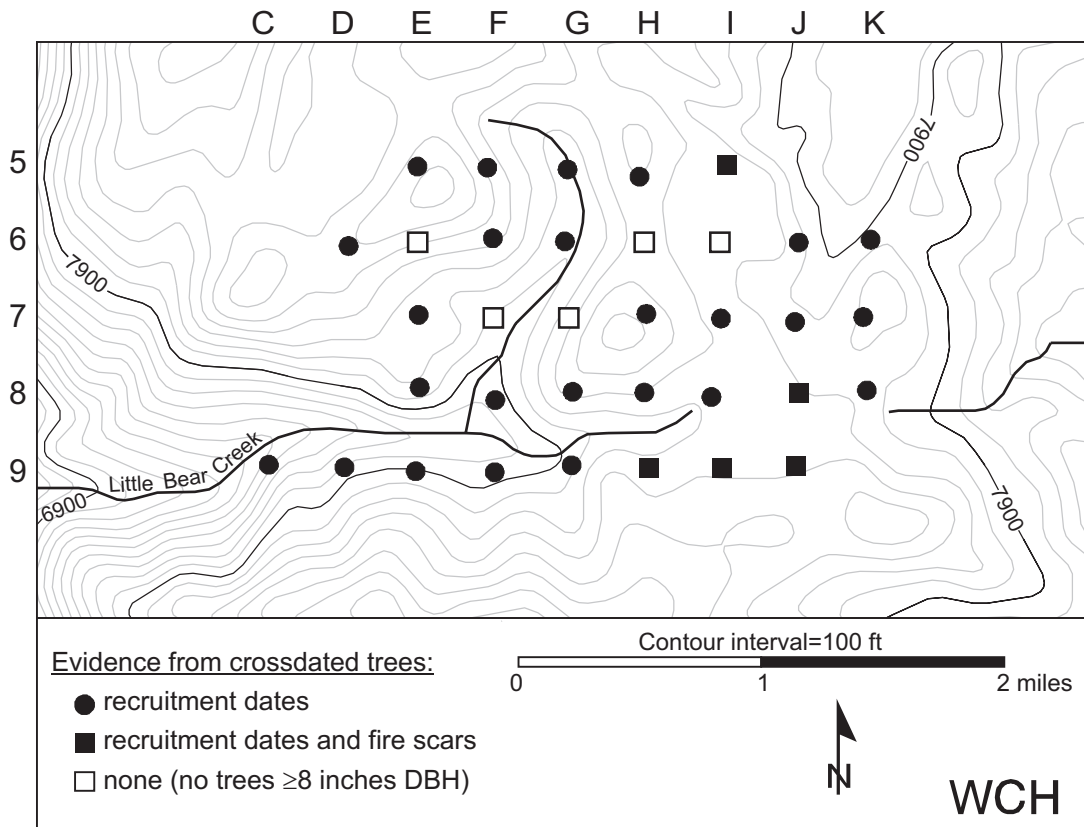 C D E F G H I J K
5
7900
6
7900
7
8
Little Bear Creek
9
6900
7900
Evidence from crossdated trees:
recruitment dates
recruitment dates and fire scars
none (no trees ≥8 inches DBH)
Contour interval=100 ft
0 1 2 miles
N
WCH